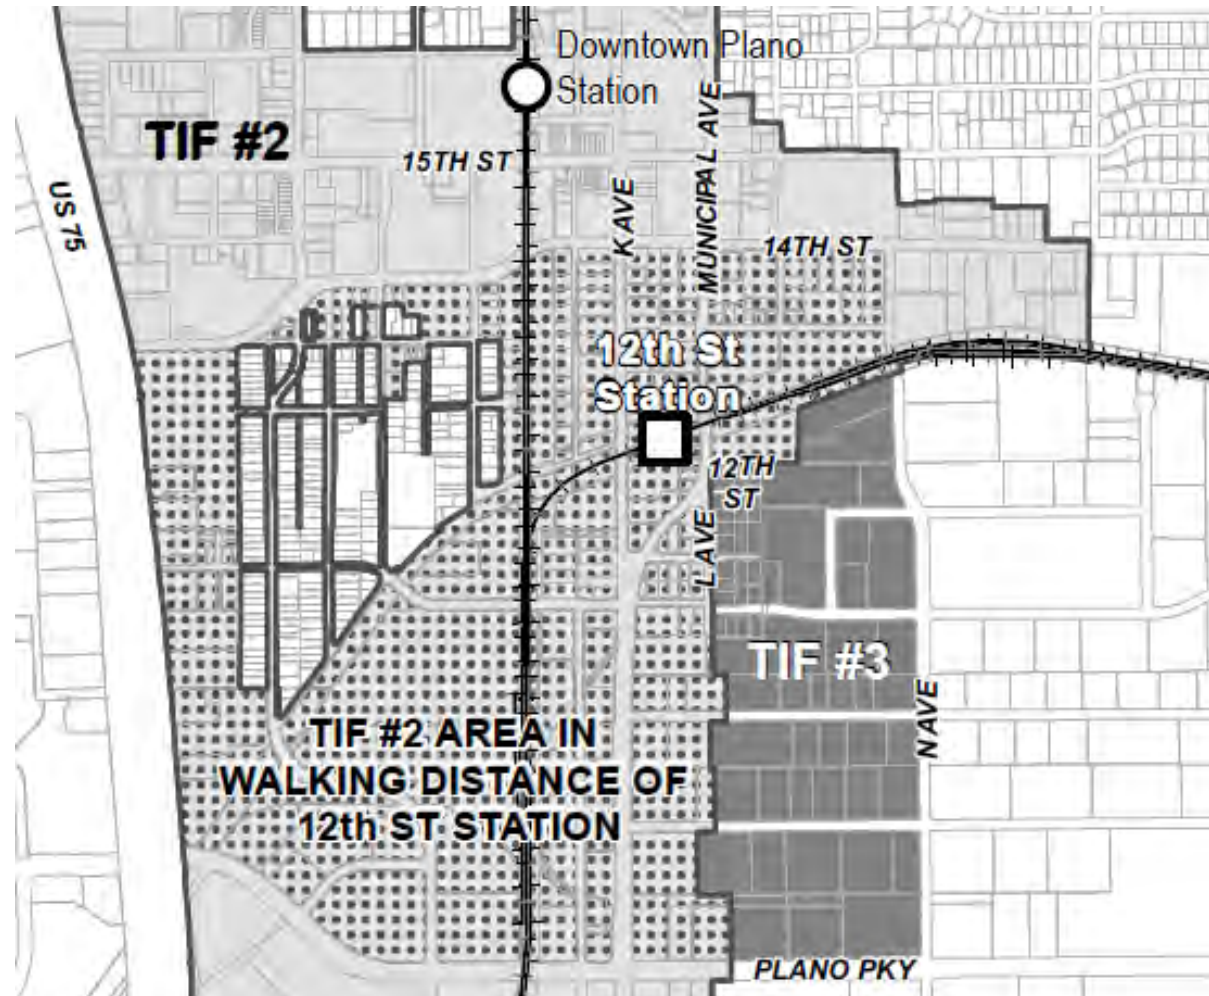 Downtown Plano
Station
TIF #2
15TH ST
US 75
K AVE
MUNICIPAL AVE
14TH ST
12th St
Station
12TH
ST
L AVE
TIF #3
N AVE
TIF #2 AREA IN
WALKING DISTANCE OF
12th ST STATION
PLANO PKY